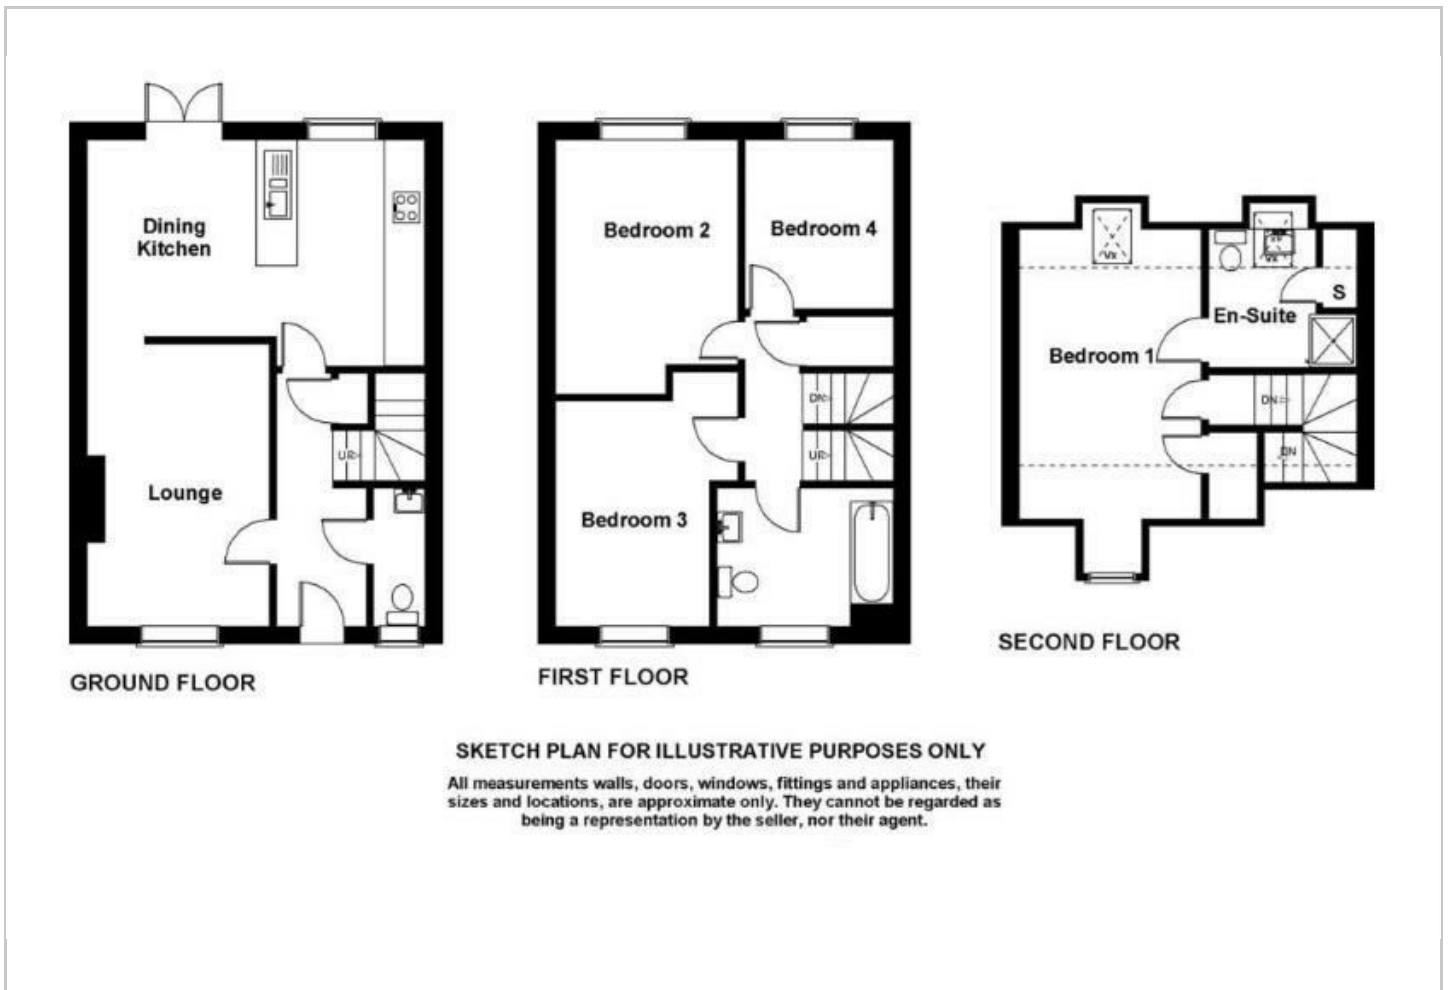 Dining
Kitchen
Lounge
UP
GROUND FLOOR
Bedroom 2
Bedroom 4
DN
UP
Bedroom 3
FIRST FLOOR
VX
VX
S
En-Suite
Bedroom 1
DN
DN
SECOND FLOOR
SKETCH PLAN FOR ILLUSTRATIVE PURPOSES ONLY
All measurements walls, doors, windows, fittings and appliances, their
sizes and locations, are approximate only. They cannot be regarded as
being a representation by the seller, nor their agent.